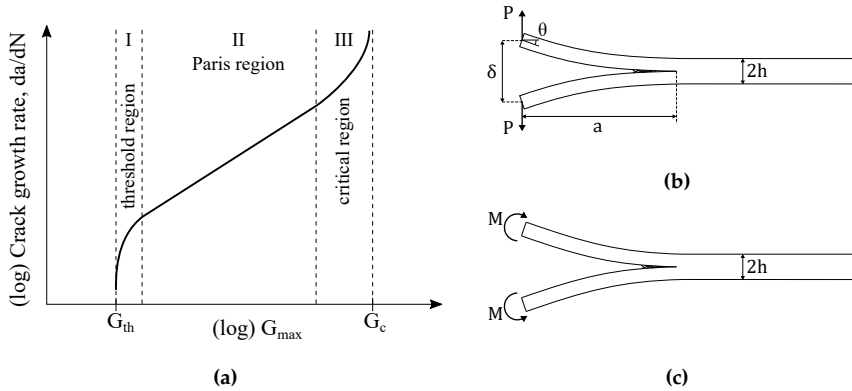 I
II
III
Paris region
threshold region
critical region
(log) Crack growth rate, da/dN
G_th
(log) G_max
G_c
(a)
P
θ
δ
2h
P
a
(b)
M
2h
M
(c)